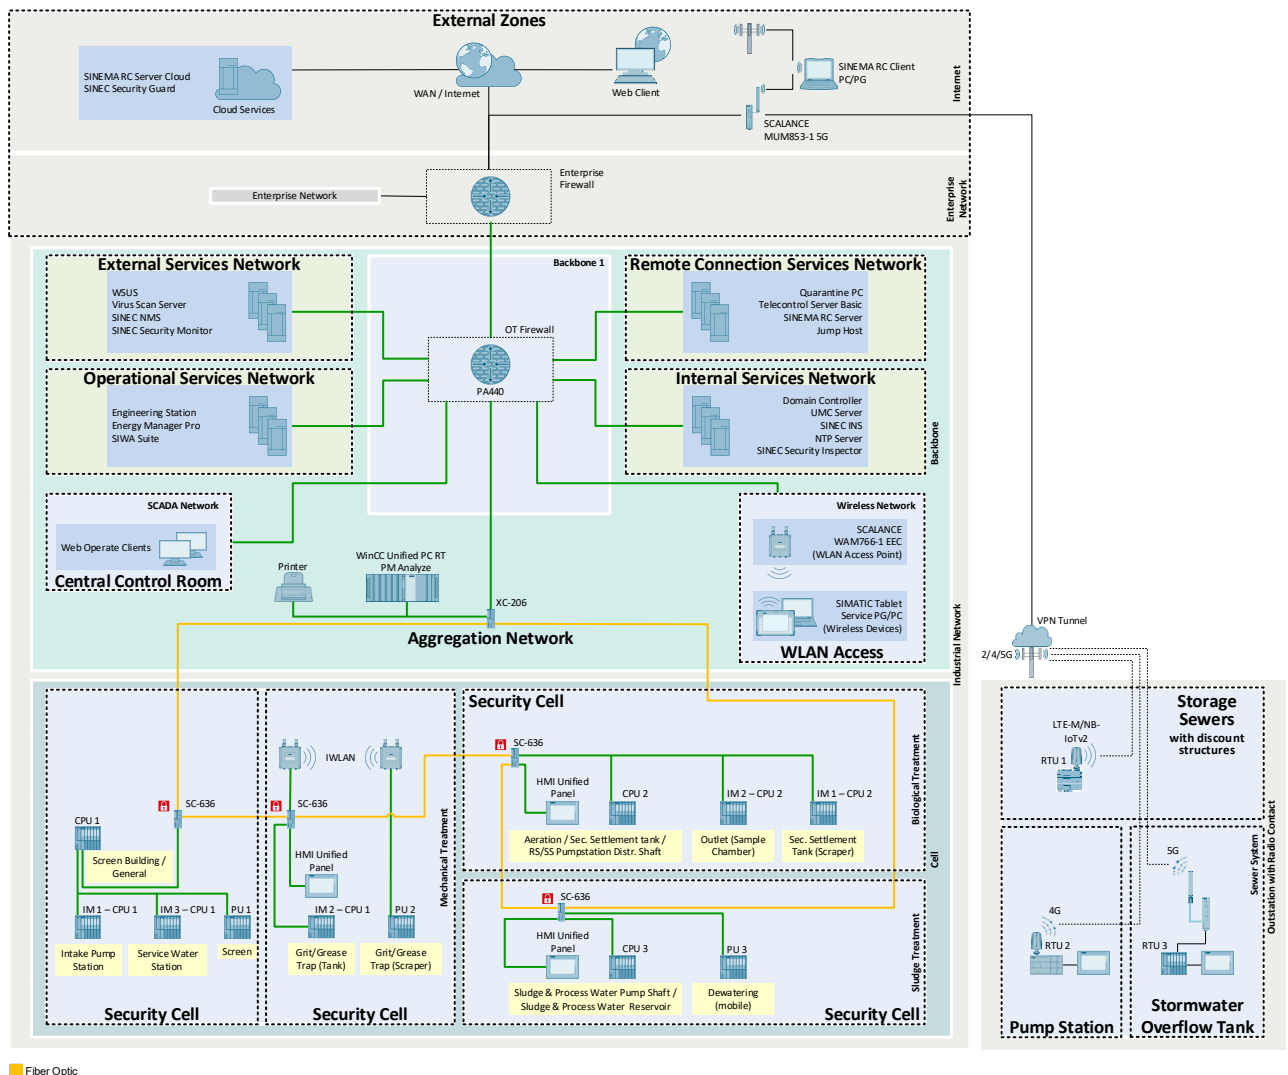 External Zones
SINEMA RC Server Cloud
SINEC Security Guard
Cloud Services
WAN / Internet
Web Client
SINEMA RC Client
PC/PG
SCALANCE
MUM853-1 5G
Internet
Enterprise
Firewall
Enterprise Network
Enterprise
Network
External Services Network
WSUS
Virus Scan Server
SINEC NMS
SINEC Security Monitor
Backbone 1
OT Firewall
PA440
Remote Connection Services Network
Quarantine PC
Telecontrol Server Basic
SINEMA RC Server
Jump Host
Operational Services Network
Engineering Station
Energy Manager Pro
SIWA Suite
Internal Services Network
Domain Controller
UMC Server
SINEC INS
NTP Server
SINEC Security Inspector
Backbone
SCADA Network
Web Operate Clients
Central Control Room
Printer
WinCC Unified PC RT
PM Analyze
XC-206
Aggregation Network
Wireless Network
SCALANCE
WAM766-1 EEC
(WLAN Access Point)
SIMATIC Tablet
Service PG/PC
(Wireless Devices)
WLAN Access
Industrial Network
VPN Tunnel
2/4/5G
SC-636
CPU 1
Screen Building /
General
IM 1 – CPU 1
IM 3 – CPU 1
PU 1
Intake Pump
Station
Service Water
Station
Screen
Security Cell
IWLAN
SC-636
HMI Unified
Panel
IM 2 – CPU 1
PU 2
Grit/Grease
Trap (Tank)
Grit/Grease
Trap (Scraper)
Security Cell
Mechanical Treatment
Security Cell
SC-636
HMI Unified
Panel
CPU 2
IM 2 – CPU 2
IM 1 – CPU 2
Aeration / Sec. Settlement tank /
RS/SS Pumpstation Distr. Shaft
Outlet (Sample
Chamber)
Sec. Settlement
Tank (Scraper)
Biological Treatment
Cell
SC-636
HMI Unified
Panel
CPU 3
PU 3
Sludge & Process Water Pump Shaft /
Sludge & Process Water Reservoir
Dewatering
(mobile)
Security Cell
Sludge Treatment
Storage
Sewers
with discount
structures
LTE-M/NB-
IoTv2
RTU 1
4G
RTU 2
Pump Station
5G
RTU 3
Stormwater
Overflow Tank
Sewer System
Outstation with Radio Contact
Fiber Optic